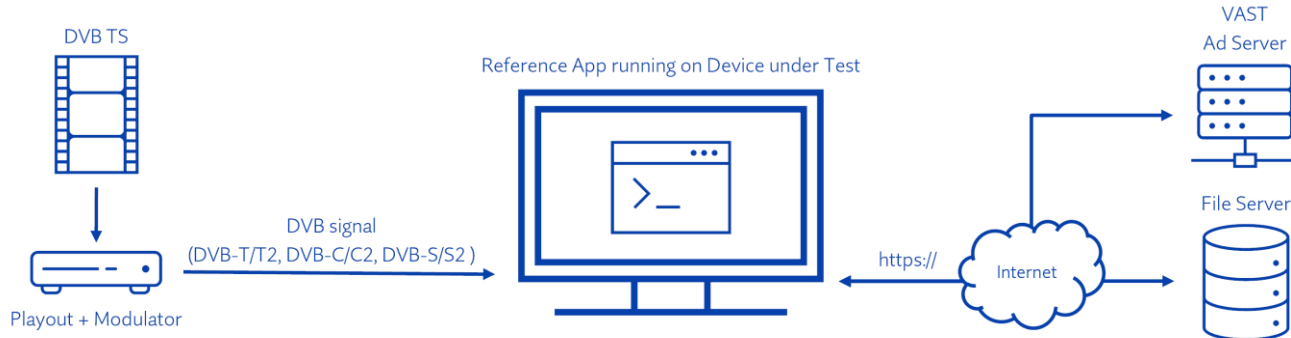 DVB TS
Playout + Modulator
DVB signal
(DVB-T/T2, DVB-C/C2, DVB-S/S2 )
Reference App running on Device under Test
>_
https://
Internet
VAST
Ad Server
File Server